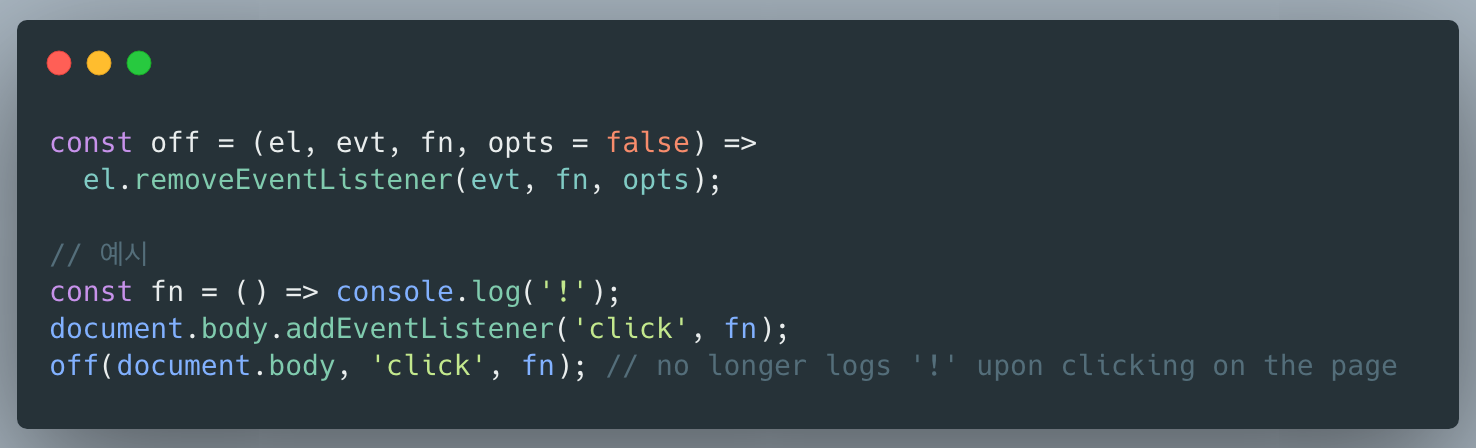 const off = (el, evt, fn, opts = false) =>
  el.removeEventListener(evt, fn, opts);
// 예시
const fn = () => console.log('!');
document.body.addEventListener('click', fn);
off(document.body, 'click', fn); // no longer logs '!' upon clicking on the page